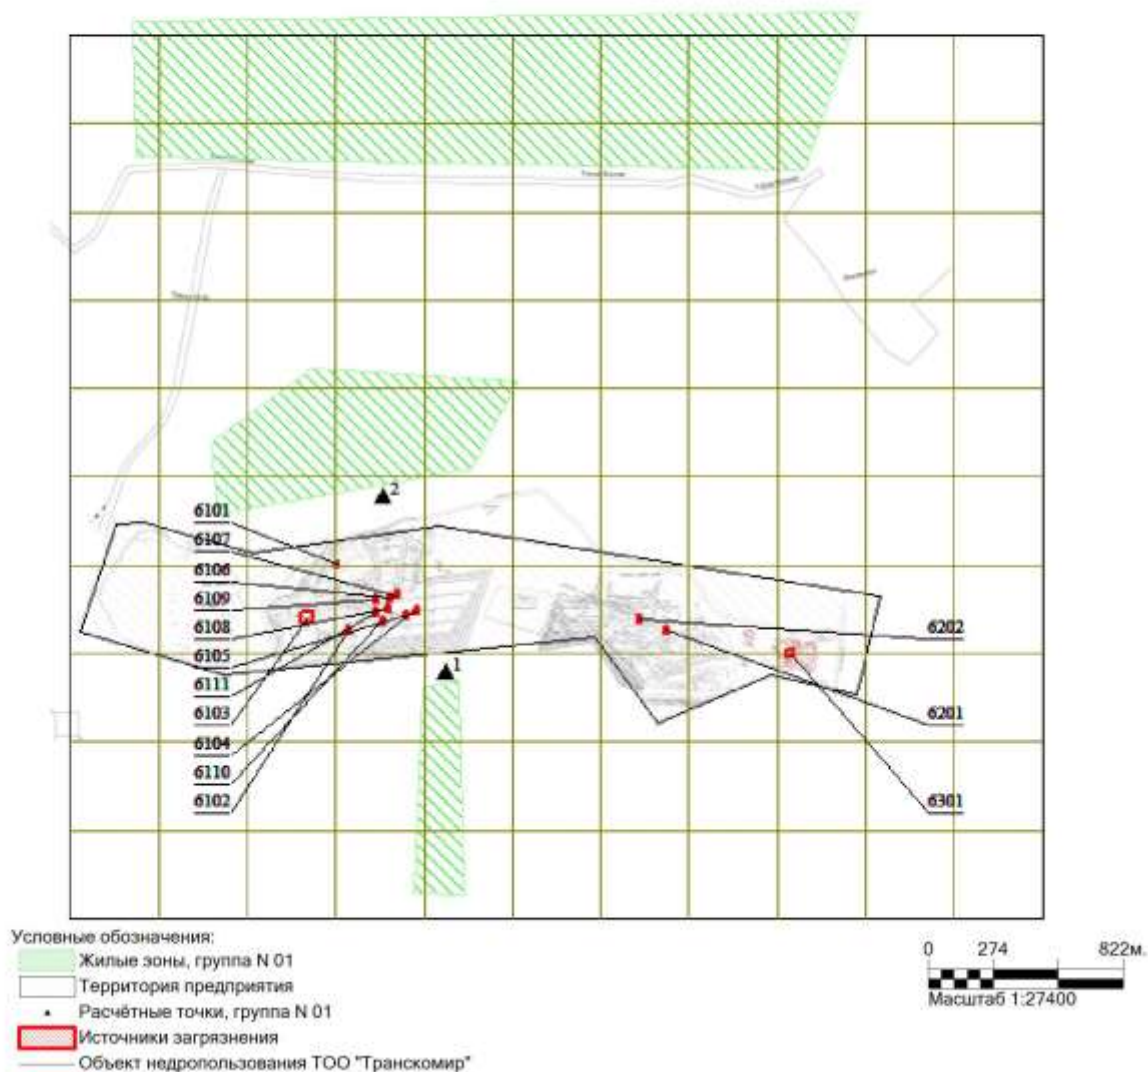 2
6101
6107
6106
6109
6108
6105
6111
6103
6104
6110
6102
1
6202
6201
6301
Условные обозначения:
Жилые зоны, группа N 01
Территория предприятия
Расчётные точки, группа N 01
Источники загрязнения
Объект недропользования ТОО "Транскомир"
0 274 822м.
Масштаб 1:27400